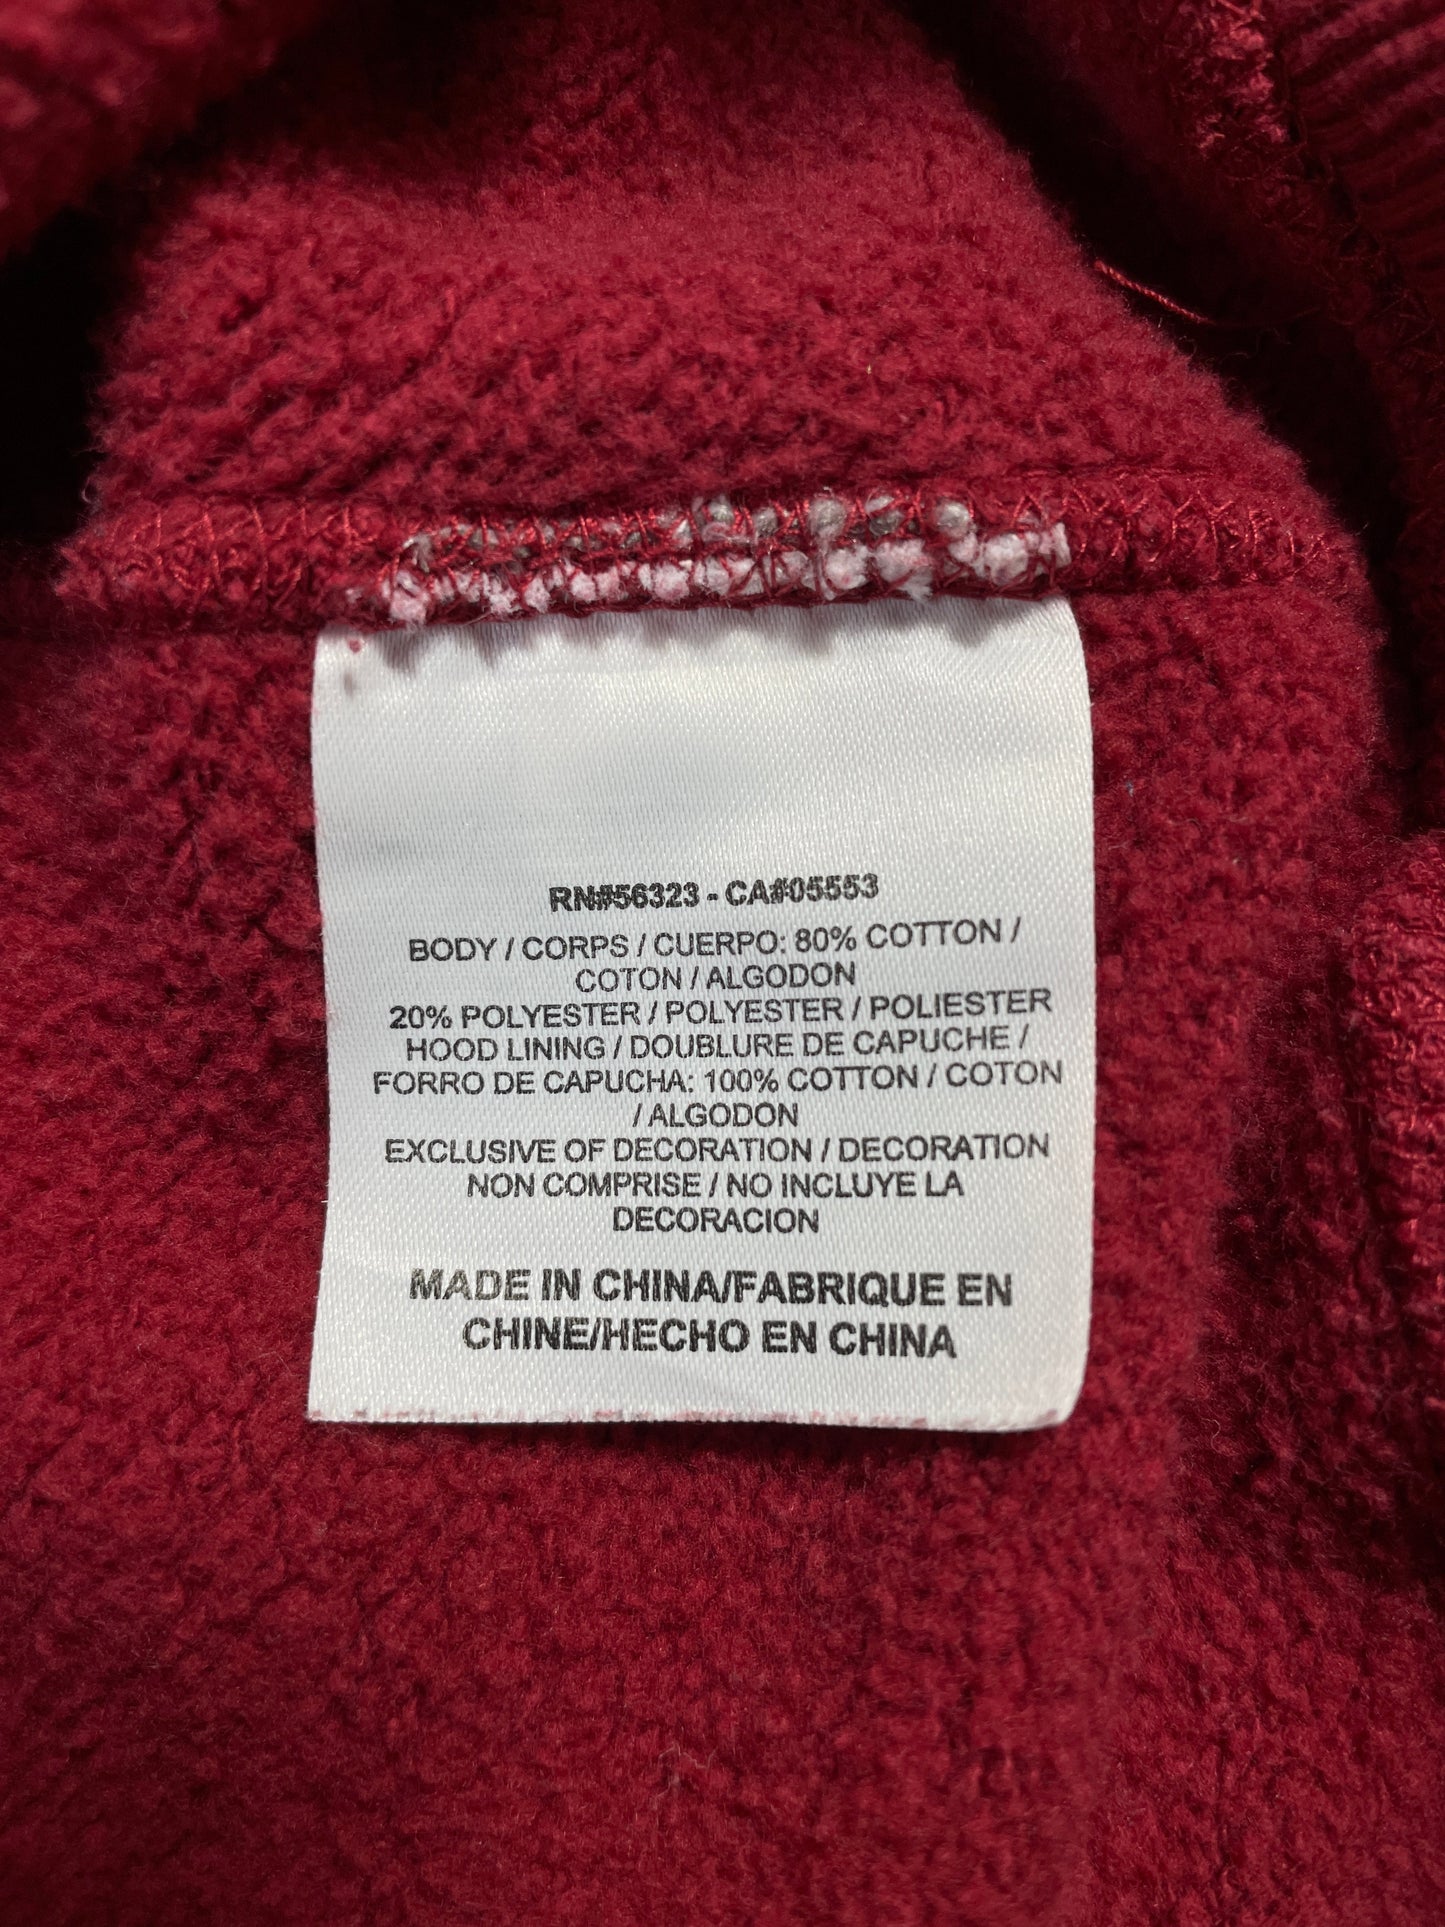 RN#56323 - CA#05553
BODY / CORPS / CUERPO: 80% COTTON /
COTON / ALGODON
20% POLYESTER / POLYESTER / POLIESTER
HOOD LINING / DOUBLURE DE CAPUCHE /
FORRO DE CAPUCHA: 100% COTTON / COTON
/ ALGODON
EXCLUSIVE OF DECORATION / DECORATION
NON COMPRISE / NO INCLUYE LA
DECORACION
MADE IN CHINA/FABRIQUE EN
CHINE/HECHO EN CHINA